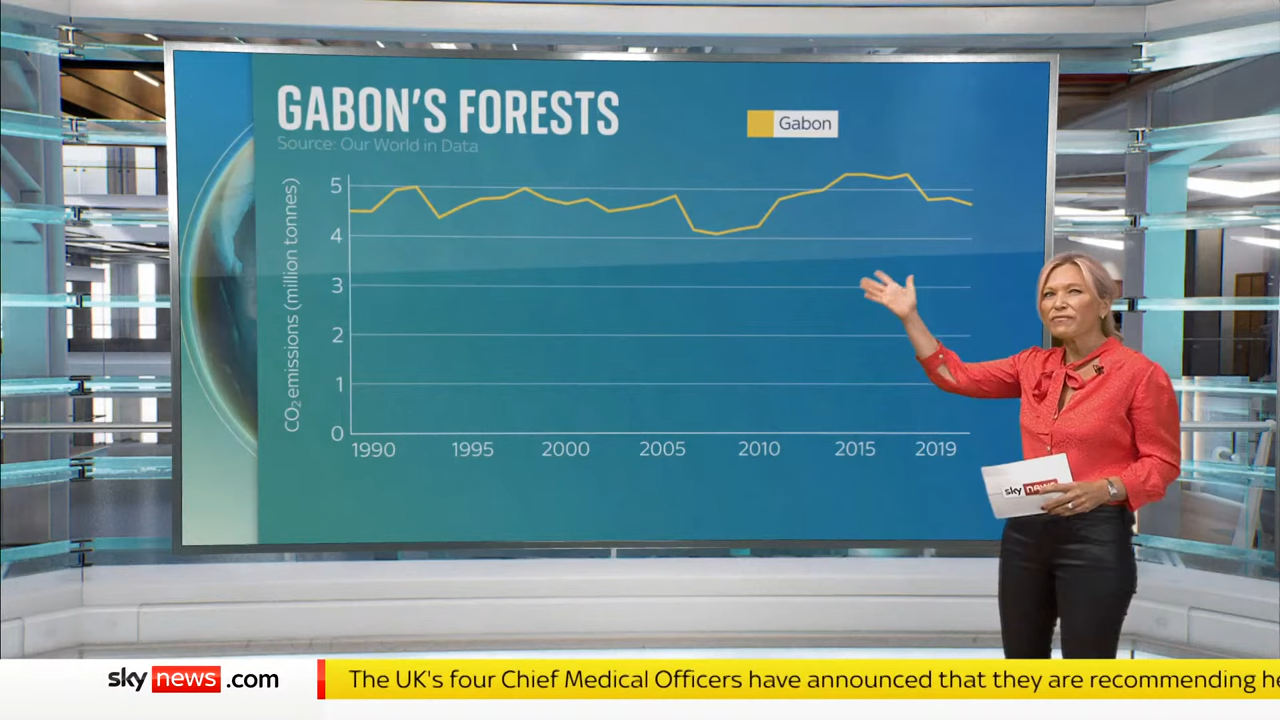 GABON'S FORESTS
Source: Our World in Data
Gabon
CO₂ emissions (million tonnes)
5
4
3
2
1
0
1990 1995 2000 2005 2010 2015 2019
sky news
sky news .com
The UK's four Chief Medical Officers have announced that they are recommending he